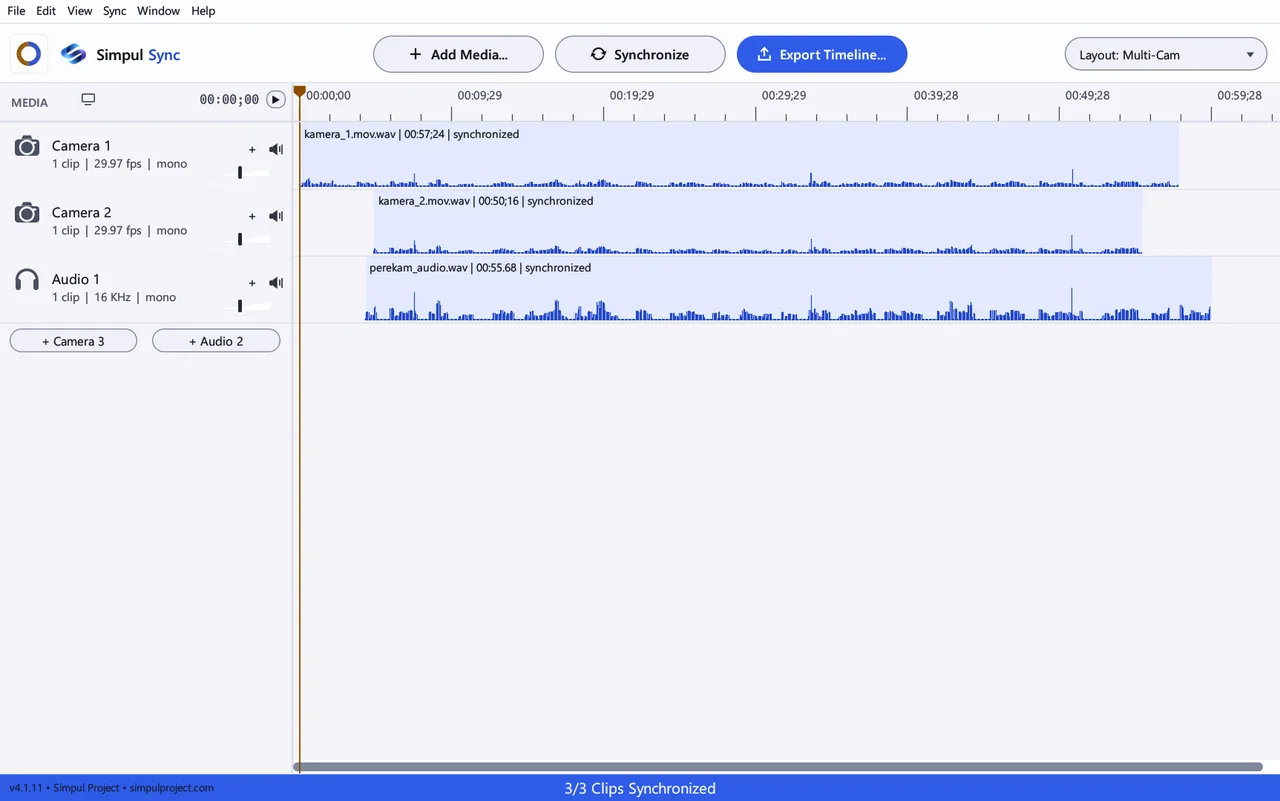 File Edit View Sync Window Help
Simpul Sync
+ Add Media...
Synchronize
Export Timeline...
Layout: Multi-Cam
MEDIA
00:00;00
00:00;00 00:09;29 00:19;29 00:29;29 00:39;28 00:49;28 00:59;28
Camera 1
1 clip | 29.97 fps | mono
+
kamera_1.mov.wav | 00:57;24 | synchronized
Camera 2
1 clip | 29.97 fps | mono
+
kamera_2.mov.wav | 00:50;16 | synchronized
Audio 1
1 clip | 16 KHz | mono
+
perekam_audio.wav | 00:55.68 | synchronized
+ Camera 3
+ Audio 2
v4.1.11 • Simpul Project • simpulproject.com
3/3 Clips Synchronized